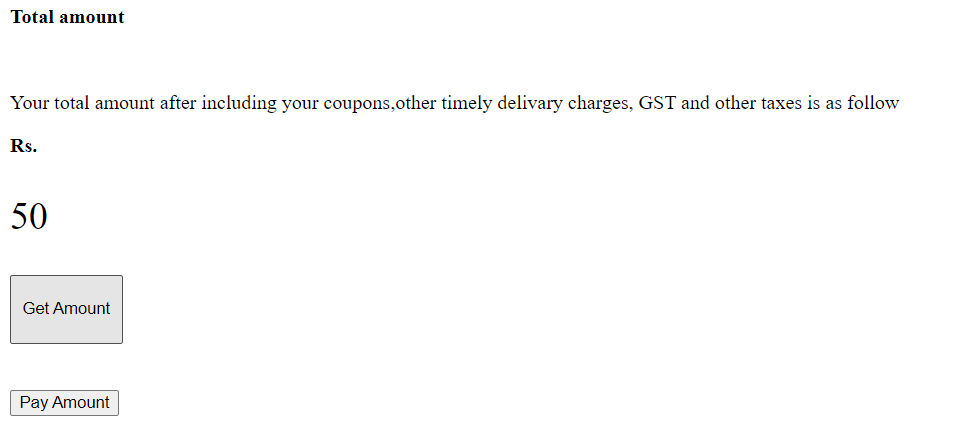 Total amount
Your total amount after including your coupons,other timely delivary charges, GST and other taxes is as follow
Rs.
50
Get Amount
Pay Amount